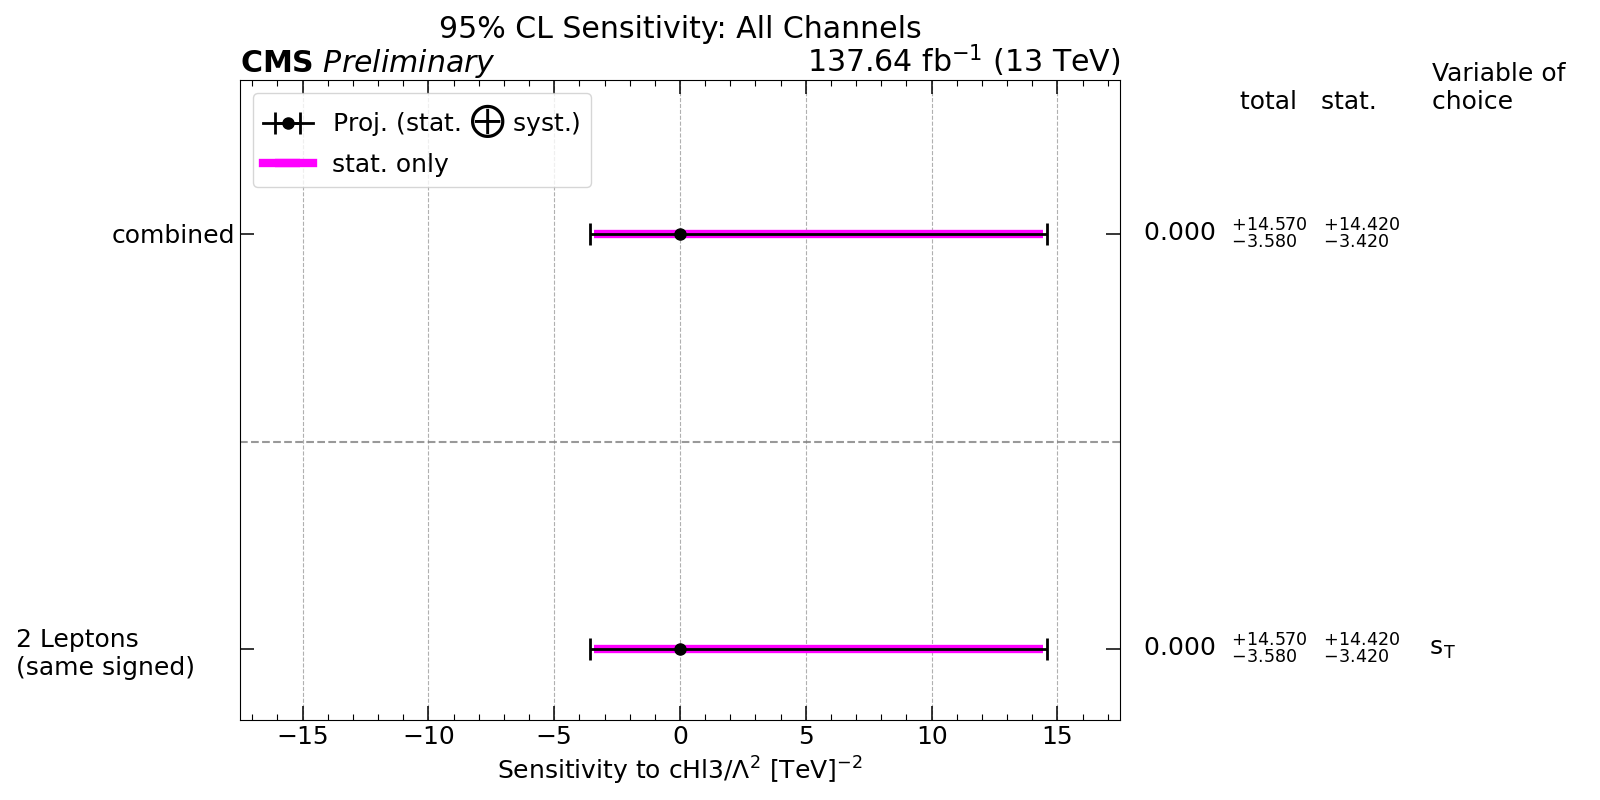 95% CL Sensitivity: All Channels
CMS Preliminary 137.64 fb⁻¹ (13 TeV)
Variable of
total stat. choice
Proj. (stat. ⊕ syst.)
stat. only
combined 0.000 +14.570 +14.420
−3.580 −3.420
2 Leptons
(same signed) 0.000 +14.570 +14.420 s_T
−3.580 −3.420
−15 −10 −5 0 5 10 15
Sensitivity to cHl3/Λ² [TeV]⁻²